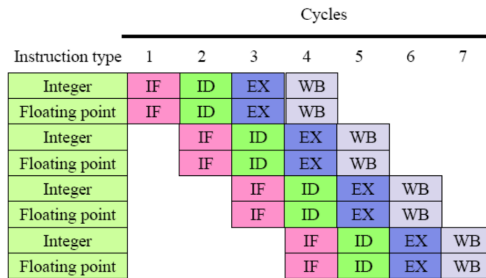 Cycles
Instruction type 1 2 3 4 5 6 7
Integer IF ID EX WB
Floating point IF ID EX WB
Integer IF ID EX WB
Floating point IF ID EX WB
Integer IF ID EX WB
Floating point IF ID EX WB
Integer IF ID EX WB
Floating point IF ID EX WB